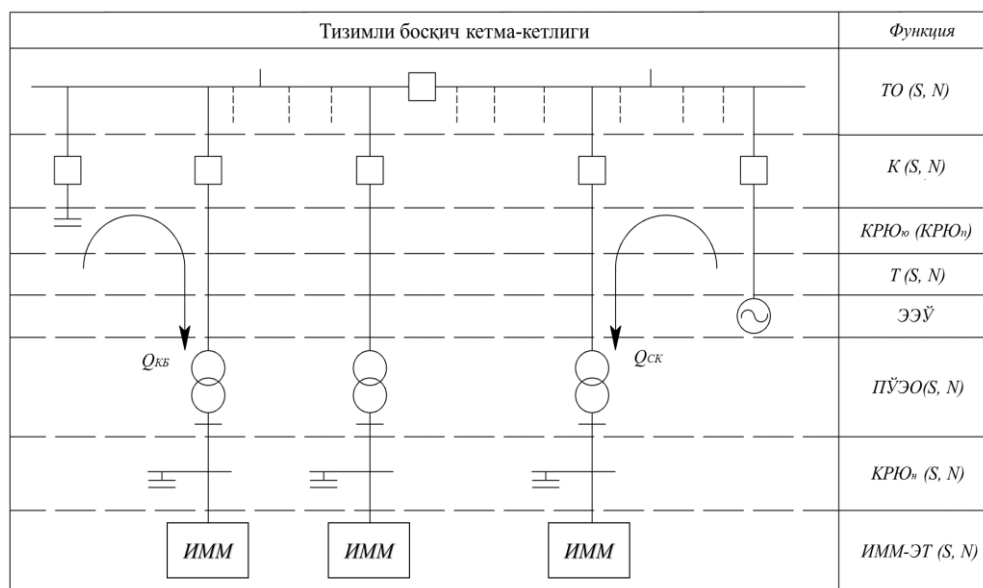 Тизимли босқич кетма-кетлиги
Функция
ТО (S, N)
К (S, N)
КРЮю (КРЮп)
Т (S, N)
ЭЭЎ
QКБ
QСК
ПЎЭО(S, N)
КРЮн (S, N)
ИММ
ИММ
ИММ
ИММ-ЭТ (S, N)